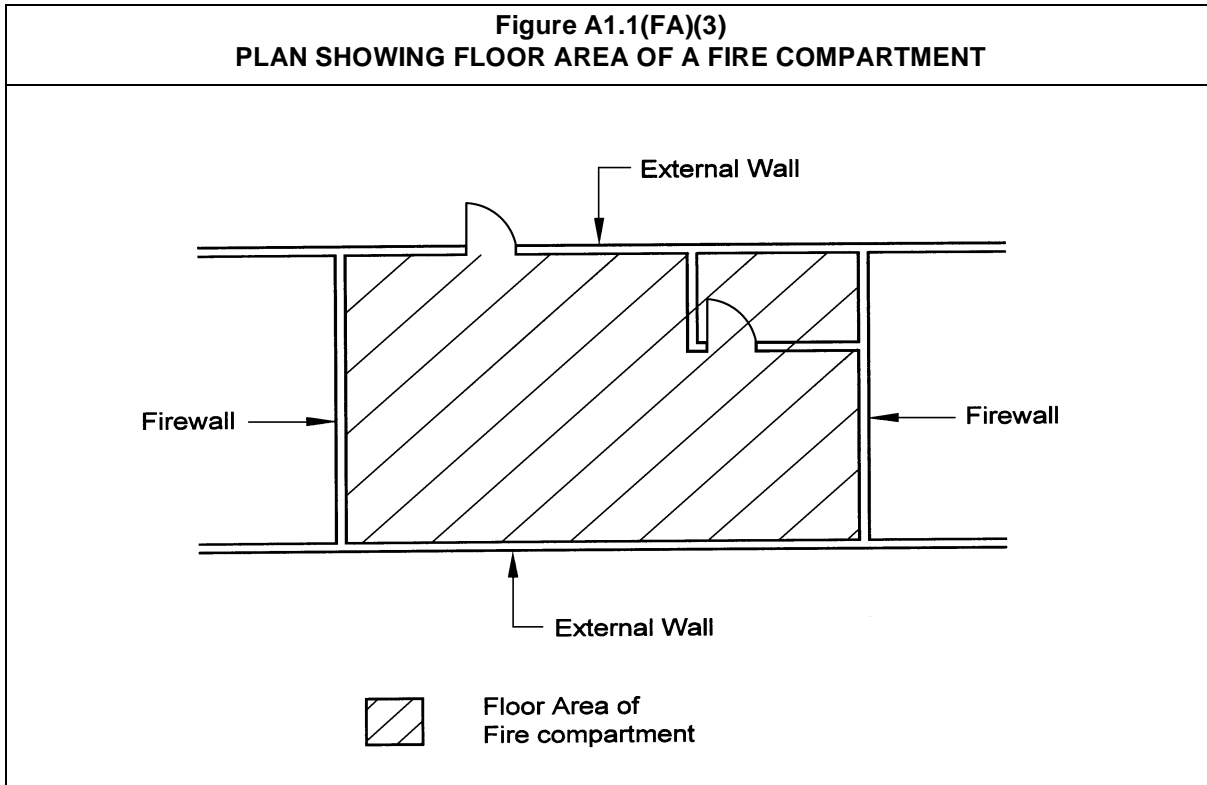 Figure A1.1(FA)(3)
PLAN SHOWING FLOOR AREA OF A FIRE COMPARTMENT
External Wall
Firewall
Firewall
External Wall
Floor Area of
Fire compartment